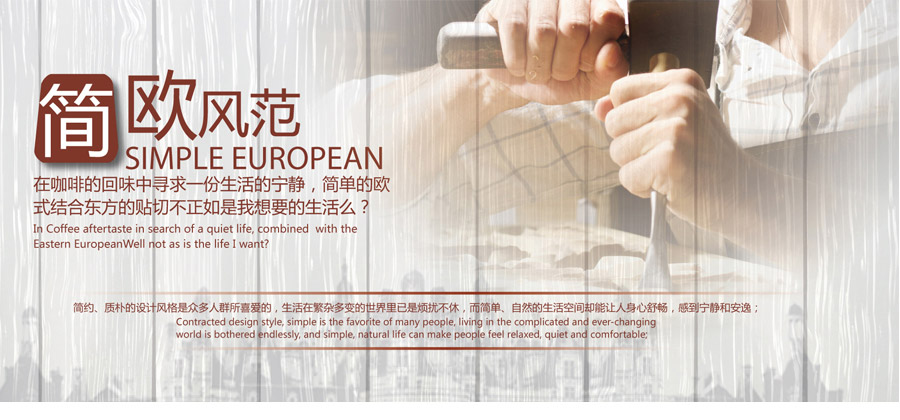 简欧风范
SIMPLE EUROPEAN
在咖啡的回味中寻求一份生活的宁静，简单的欧
式结合东方的贴切不正如是我想要的生活么？
In Coffee aftertaste in search of a quiet life, combined with the
Eastern EuropeanWell not as is the life I want?
简约、质朴的设计风格是众多人群所喜爱的，生活在繁杂多变的世界里已是烦扰不休，而简单、自然的生活空间却能让人身心舒畅，感到宁静和安逸；
Contracted design style, simple is the favorite of many people, living in the complicated and ever-changing
world is bothered endlessly, and simple, natural life can make people feel relaxed, quiet and comfortable;